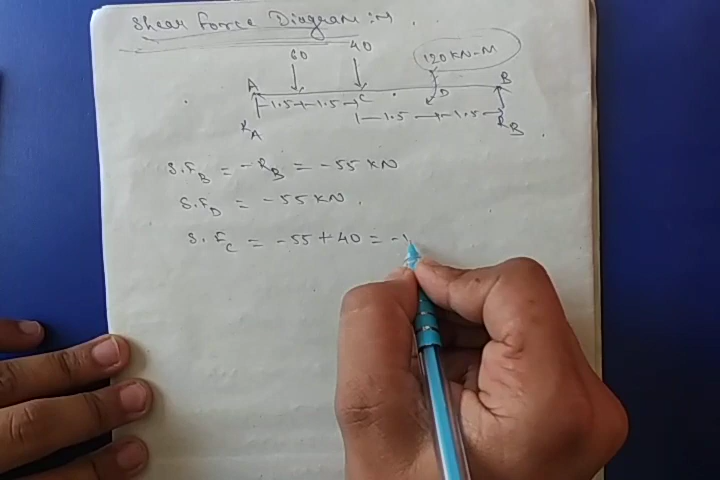 Shear Force Diagram :-
60 40 120 KN-M
A C D B
1.5 1.5 1.5 1.5
RA RB
S.FB = -RB = -55 KN
S.FD = -55 KN.
S.FC = -55 + 40 = -1